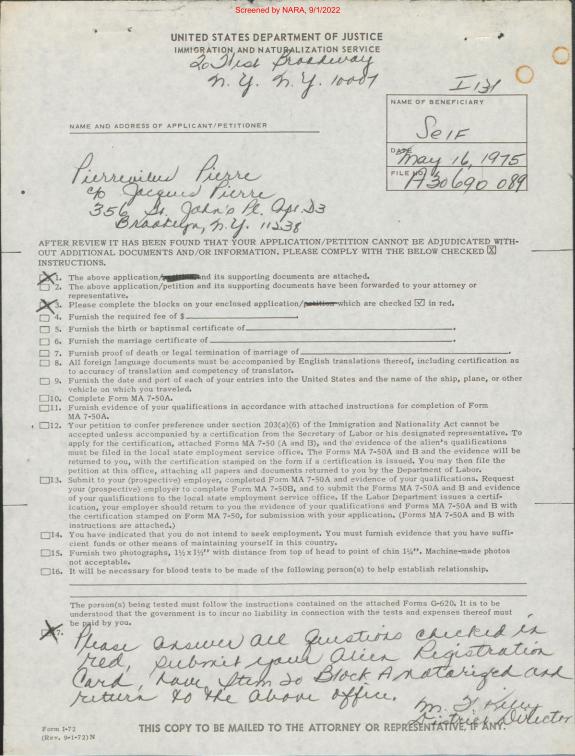 Screened by NARA, 9/1/2022
UNITED STATES DEPARTMENT OF JUSTICE
IMMIGRATION AND NATURALIZATION SERVICE
20 West Broadway
N.Y. N.Y. 10007
I 131
NAME OF BENEFICIARY
Self
DATE
May 16, 1975
FILE NO.
A30 690 089
NAME AND ADDRESS OF APPLICANT/PETITIONER
Pierrevilus Pierre
c/o Jacques Pierre
356 St. John's Pl. Apt. D3
Brooklyn, N.Y. 11238
AFTER REVIEW IT HAS BEEN FOUND THAT YOUR APPLICATION/PETITION CANNOT BE ADJUDICATED WITH-
OUT ADDITIONAL DOCUMENTS AND/OR INFORMATION. PLEASE COMPLY WITH THE BELOW CHECKED X
INSTRUCTIONS.
1. The above application/ and its supporting documents are attached.
2. The above application/petition and its supporting documents have been forwarded to your attorney or
representative.
3. Please complete the blocks on your enclosed application/petition which are checked ☑ in red.
4. Furnish the required fee of $ .
5. Furnish the birth or baptismal certificate of .
6. Furnish the marriage certificate of .
7. Furnish proof of death or legal termination of marriage of .
8. All foreign language documents must be accompanied by English translations thereof, including certification as
to accuracy of translation and competency of translator.
9. Furnish the date and port of each of your entries into the United States and the name of the ship, plane, or other
vehicle on which you traveled.
10. Complete Form MA 7-50A.
11. Furnish evidence of your qualifications in accordance with attached instructions for completion of Form
MA 7-50A.
12. Your petition to confer preference under section 203(a)(6) of the Immigration and Nationality Act cannot be
accepted unless accompanied by a certification from the Secretary of Labor or his designated representative. To
apply for the certification, attached Forms MA 7-50 (A and B), and the evidence of the alien's qualifications
must be filed in the local state employment service office. The Forms MA 7-50A and B and the evidence will be
returned to you, with the certification stamped on the form if a certification is issued. You may then file the
petition at this office, attaching all papers and documents returned to you by the Department of Labor.
13. Submit to your (prospective) employer, completed Form MA 7-50A and evidence of your qualifications. Request
your (prospective) employer to complete Form MA 7-50B, and to submit the Forms MA 7-50A and B and evidence
of your qualifications to the local state employment service office. If the Labor Department issues a certif-
ication, your employer should return to you the evidence of your qualifications and Forms MA 7-50A and B with
the certification stamped on Form MA 7-50, for submission with your application. (Forms MA 7-50A and B with
instructions are attached.)
14. You have indicated that you do not intend to seek employment. You must furnish evidence that you have suffi-
cient funds or other means of maintaining yourself in this country.
15. Furnish two photographs, 1½ x 1½" with distance from top of head to point of chin 1¼". Machine-made photos
not acceptable.
16. It will be necessary for blood tests to be made of the following person(s) to help establish relationship.
The person(s) being tested must follow the instructions contained on the attached Forms G-620. It is to be
understood that the government is to incur no liability in connection with the tests and expenses thereof must
be paid by you.
17. Please answer all Questions checked in
red, submit your Alien Registration
Card, have Item 20 Block A notarized and
return to the above office.
District Director
Form I-72
(Rev. 9-1-72) N
THIS COPY TO BE MAILED TO THE ATTORNEY OR REPRESENTATIVE, IF ANY.